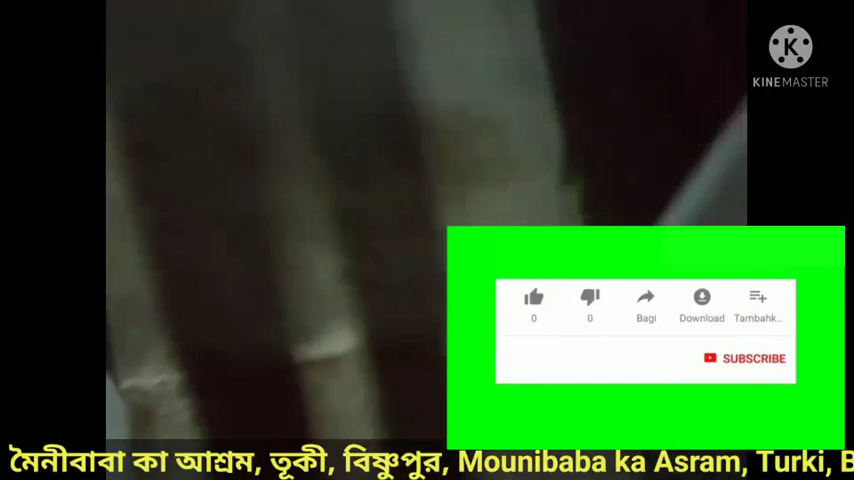 KINEMASTER
0
0
Bagi
Download
Tambahk...
SUBSCRIBE
মৈনীবাবা কা আশ্রম, তূর্কী, বিষ্ণুপুর, Mounibaba ka Asram, Turki, B